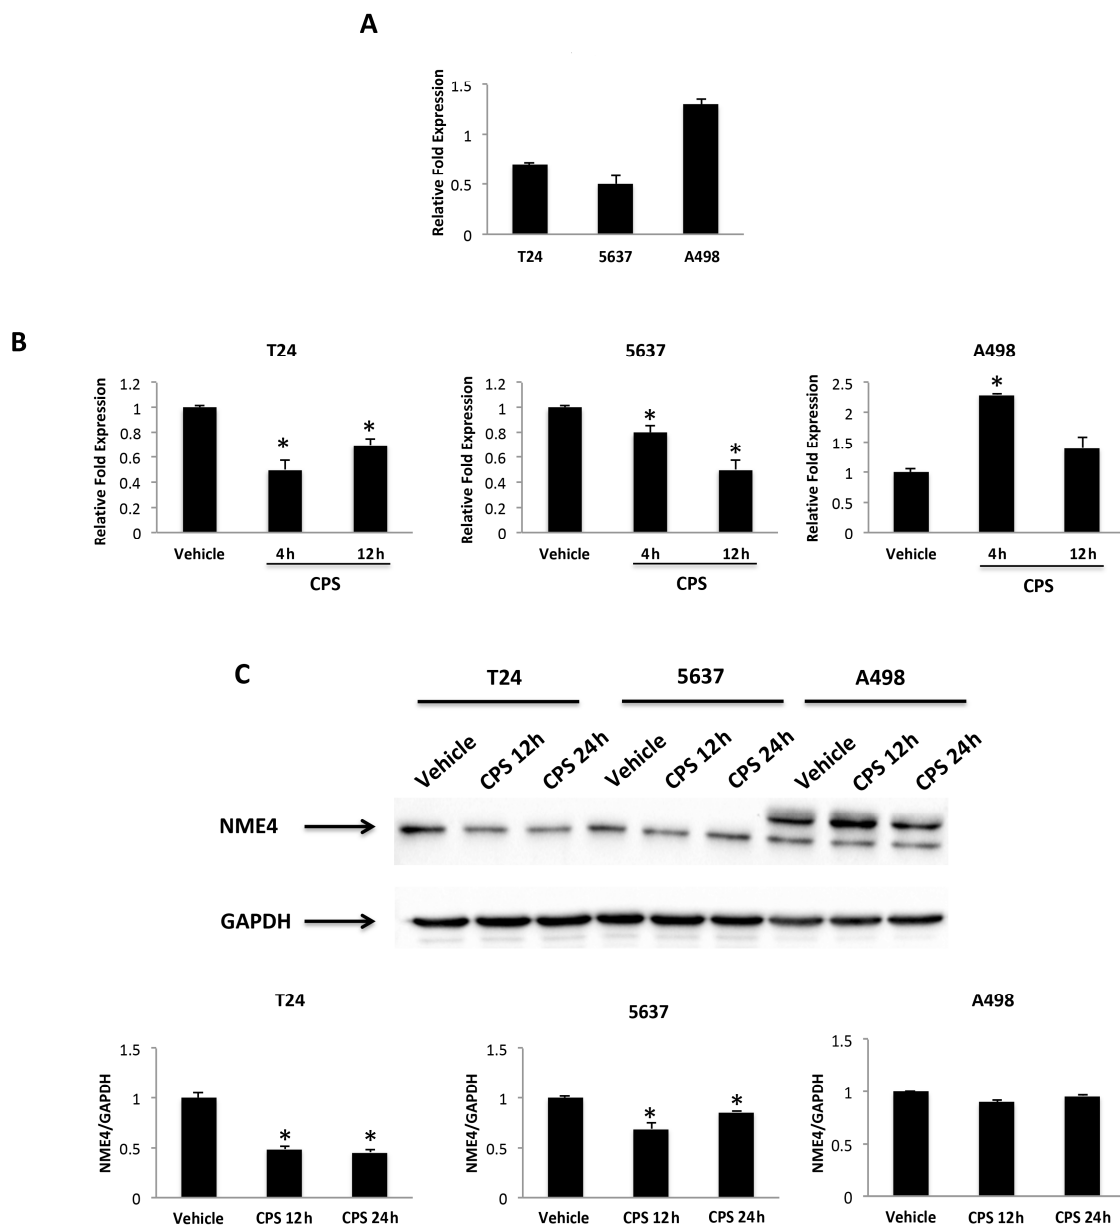 A
Relative Fold Expression
1.5
1
0.5
0
T24 5637 A498
B
T24
Relative Fold Expression
1.2
1
0.8
0.6
0.4
0.2
0
*
*
Vehicle 4h 12h
CPS
5637
Relative Fold Expression
1.2
1
0.8
0.6
0.4
0.2
0
*
*
Vehicle 4h 12h
CPS
A498
Relative Fold Expression
2.5
2
1.5
1
0.5
0
*
Vehicle 4h 12h
CPS
C
T24 5637 A498
Vehicle CPS 12h CPS 24h Vehicle CPS 12h CPS 24h Vehicle CPS 12h CPS 24h
NME4
GAPDH
T24
NME4/GAPDH
1.5
1
0.5
0
* *
Vehicle CPS 12h CPS 24h
5637
NME4/GAPDH
1.5
1
0.5
0
* *
Vehicle CPS 12h CPS 24h
A498
NME4/GAPDH
1.5
1
0.5
0
Vehicle CPS 12h CPS 24h